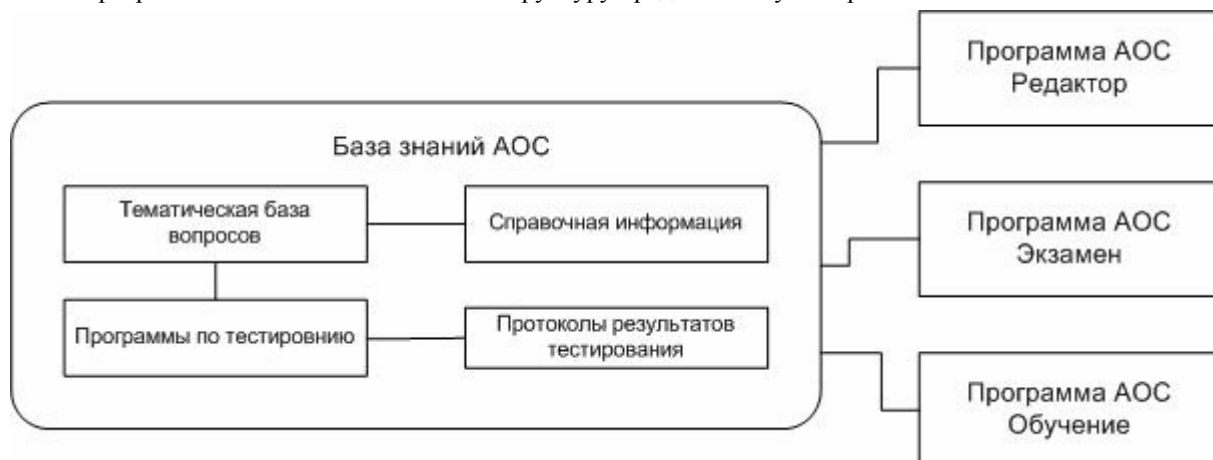 Программа АОС
Редактор
База знаний АОС
Тематическая база
вопросов
Справочная информация
Программа АОС
Экзамен
Программы по тестировнию
Протоколы результатов
тестирования
Программа АОС
Обучение